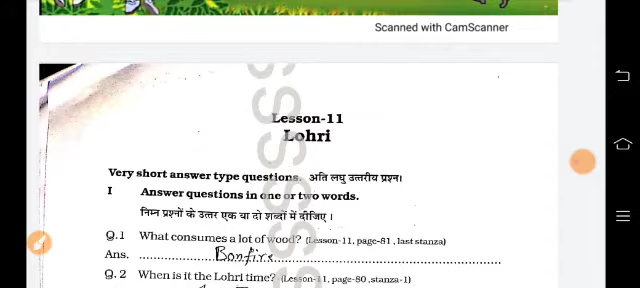 Scanned with CamScanner
Lesson-11
Lohri
Very short answer type questions. अति लघु उत्तरीय प्रश्न।
I Answer questions in one or two words.
निम्न प्रश्नों के उत्तर एक या दो शब्दों में दीजिए।
Q.1 What consumes a lot of wood? (Lesson-11, page-81, last stanza)
Ans. Bonfire
Q. 2 When is it the Lohri time? (Lesson-11, page-80 ,stanza-1)